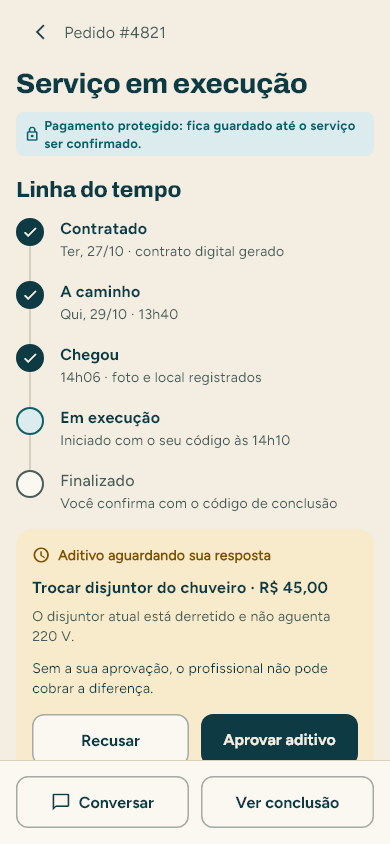 Pedido #4821
Serviço em execução
Pagamento protegido: fica guardado até o serviço
ser confirmado.
Linha do tempo
Contratado
Ter, 27/10 · contrato digital gerado
A caminho
Qui, 29/10 · 13h40
Chegou
14h06 · foto e local registrados
Em execução
Iniciado com o seu código às 14h10
Finalizado
Você confirma com o código de conclusão
Aditivo aguardando sua resposta
Trocar disjuntor do chuveiro · R$ 45,00
O disjuntor atual está derretido e não aguenta
220 V.
Sem a sua aprovação, o profissional não pode
cobrar a diferença.
Recusar
Aprovar aditivo
Conversar
Ver conclusão